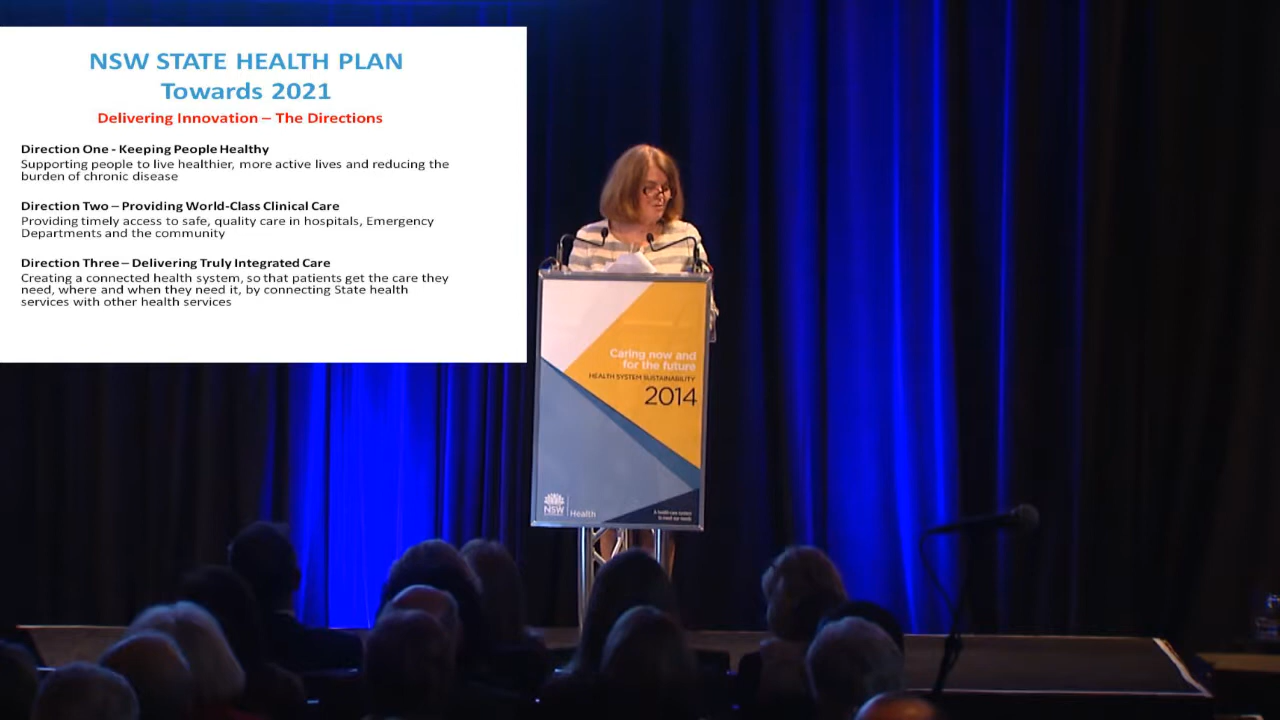 NSW STATE HEALTH PLAN
Towards 2021
Delivering Innovation – The Directions
Direction One - Keeping People Healthy
Supporting people to live healthier, more active lives and reducing the
burden of chronic disease
Direction Two – Providing World-Class Clinical Care
Providing timely access to safe, quality care in hospitals, Emergency
Departments and the community
Direction Three – Delivering Truly Integrated Care
Creating a connected health system, so that patients get the care they
need, where and when they need it, by connecting State health
services with other health services
Caring now and
for the future
HEALTH SYSTEM SUSTAINABILITY
2014
NSW
Health